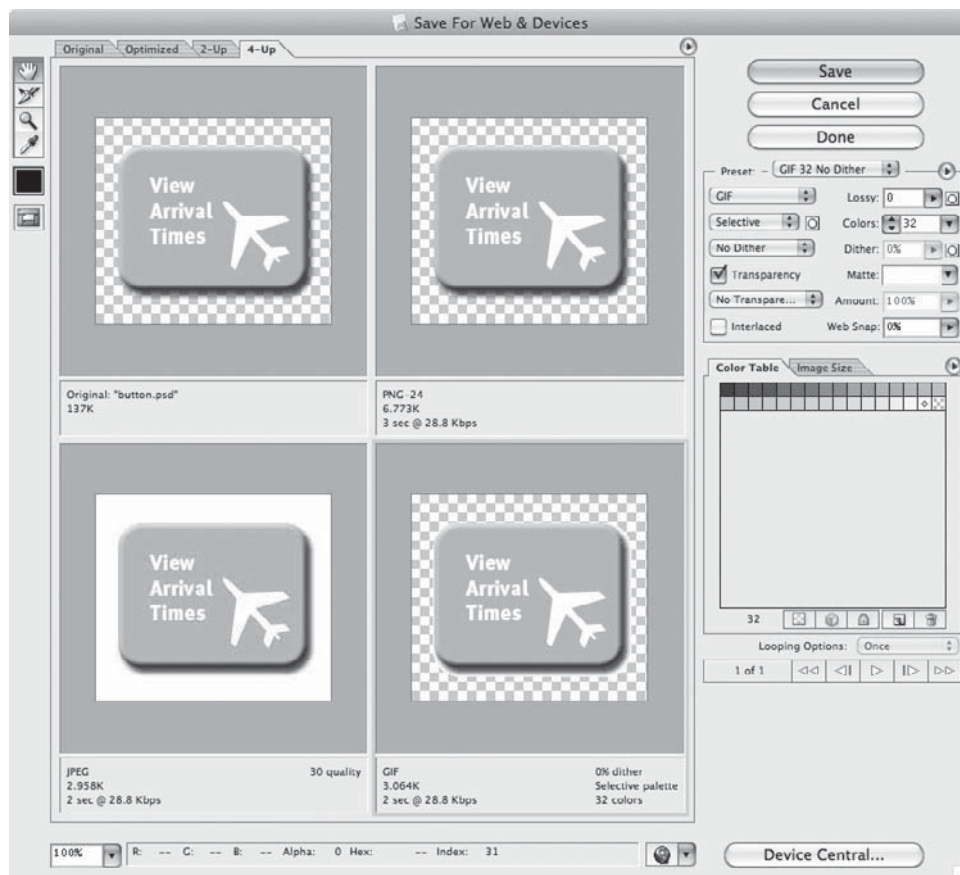 Save For Web & Devices
Original Optimized 2-Up 4-Up
Save
Cancel
Done
Preset: GIF 32 No Dither
GIF Lossy: 0
Selective Colors: 32
No Dither Dither: 0%
Transparency Matte:
No Transpare... Amount: 100%
Interlaced Web Snap: 0%
View
Arrival
Times
View
Arrival
Times
Original: "button.psd"
137K
PNG-24
6.773K
3 sec @ 28.8 Kbps
Color Table Image Size
32
Looping Options: Once
1 of 1
View
Arrival
Times
View
Arrival
Times
JPEG 30 quality
2.958K
2 sec @ 28.8 Kbps
GIF 0% dither
3.064K Selective palette
2 sec @ 28.8 Kbps 32 colors
100% R: -- G: -- B: -- Alpha: 0 Hex: -- Index: 31
Device Central...